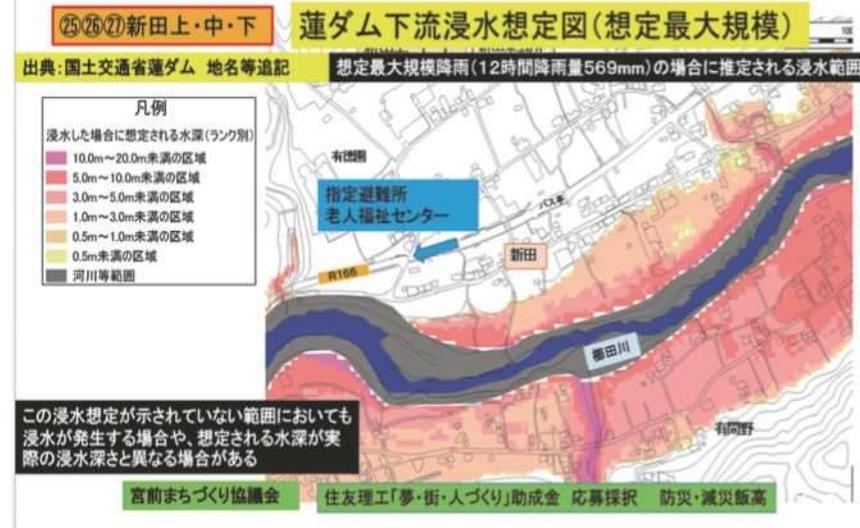 ㉕㉖㉗新田上・中・下
蓮ダム下流浸水想定図(想定最大規模)
出典:国土交通省蓮ダム 地名等追記
想定最大規模降雨(12時間降雨量569mm)の場合に推定される浸水範囲
凡例
浸水した場合に想定される水深(ランク別)
10.0m～20.0m未満の区域
5.0m～10.0m未満の区域
3.0m～5.0m未満の区域
1.0m～3.0m未満の区域
0.5m～1.0m未満の区域
0.5m未満の区域
河川等範囲
有徳園
指定避難所
老人福祉センター
バス亭
新田
R166
櫛田川
有間野
この浸水想定が示されていない範囲においても
浸水が発生する場合や、想定される水深が実
際の浸水深さと異なる場合がある
宮前まちづくり協議会
住友理工「夢・街・人づくり」助成金 応募採択 防災・減災飯高